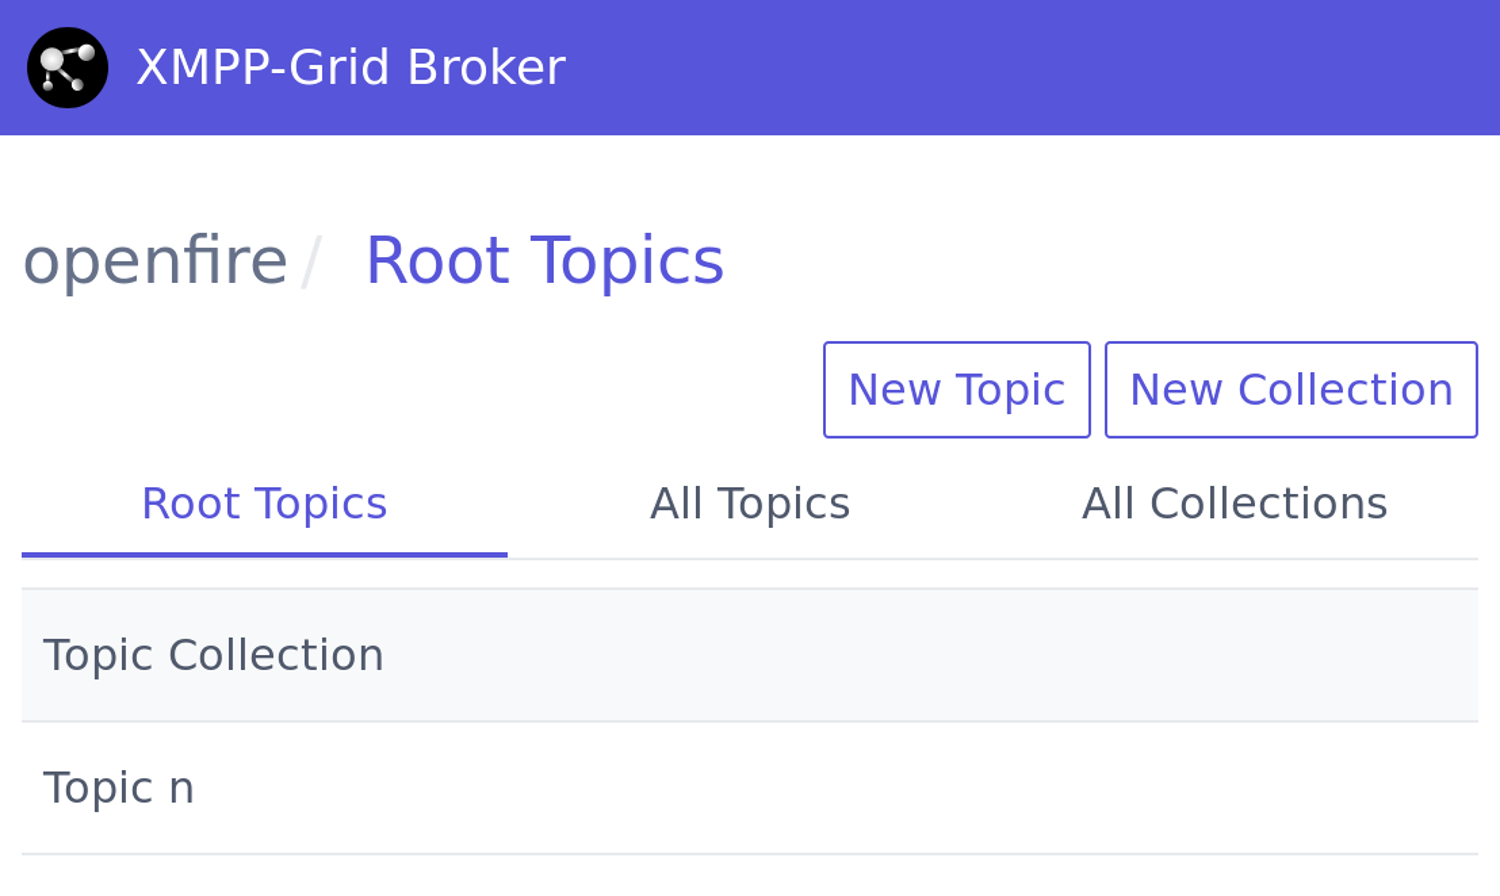 XMPP-Grid Broker
openfire / Root Topics
New Topic New Collection
Root Topics All Topics All Collections
Topic Collection
Topic n